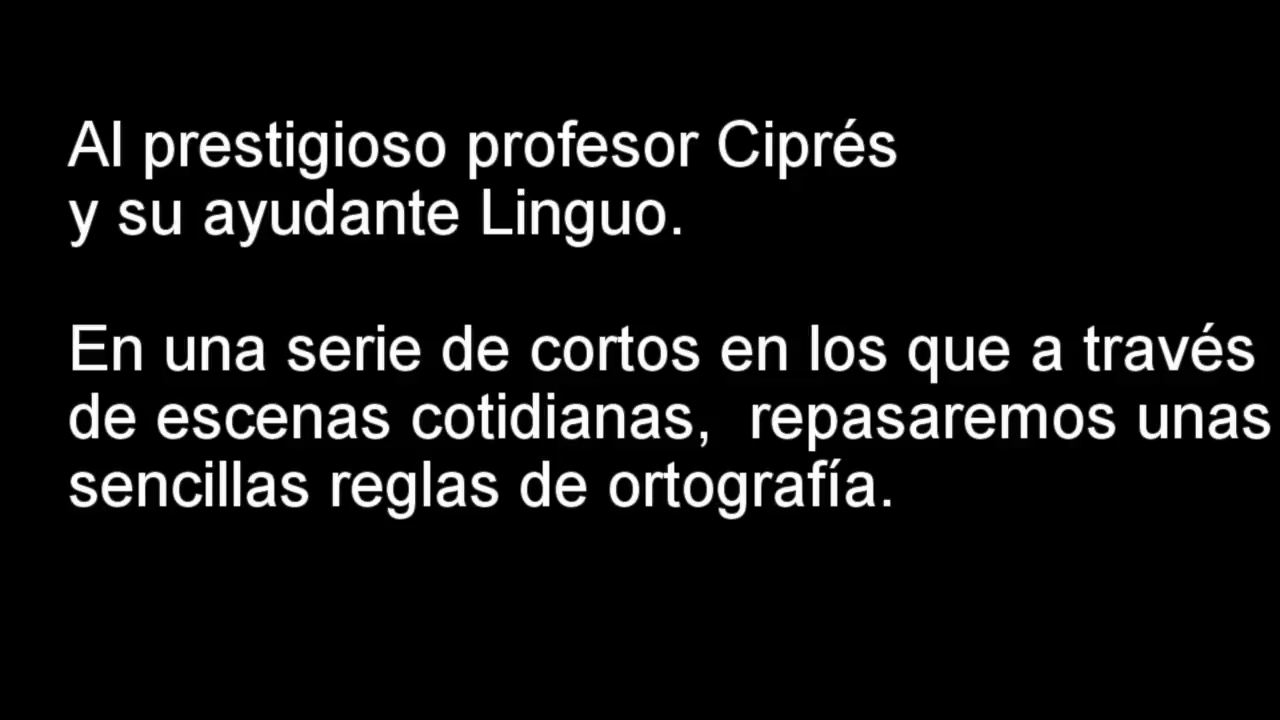 Al prestigioso profesor Ciprés
y su ayudante Linguo.
En una serie de cortos en los que a través
de escenas cotidianas,  repasaremos unas
sencillas reglas de ortografía.